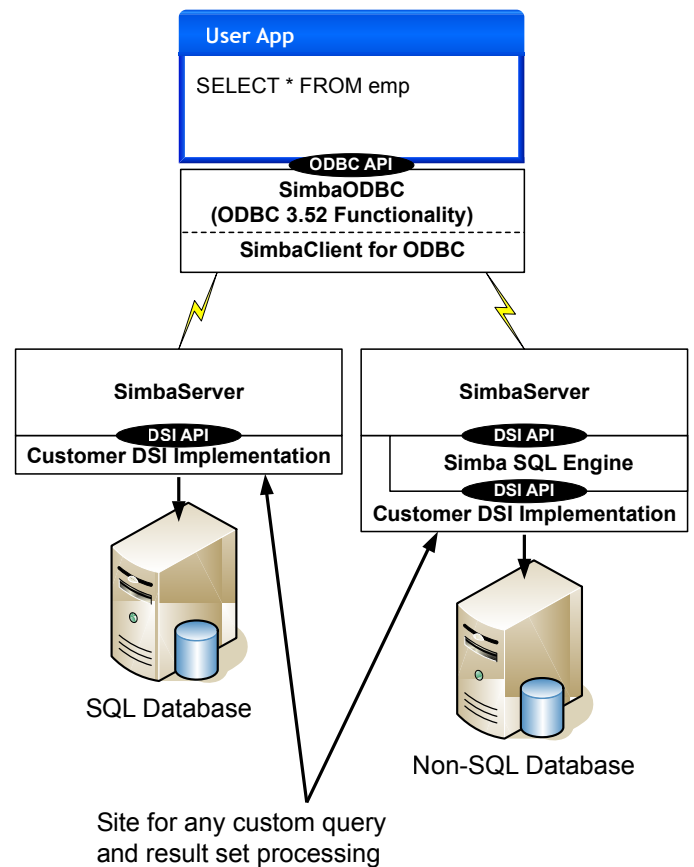 User App
SELECT * FROM emp
ODBC API
SimbaODBC
(ODBC 3.52 Functionality)
SimbaClient for ODBC
SimbaServer
DSI API
Customer DSI Implementation
SQL Database
SimbaServer
DSI API
Simba SQL Engine
DSI API
Customer DSI Implementation
Non-SQL Database
Site for any custom query
and result set processing